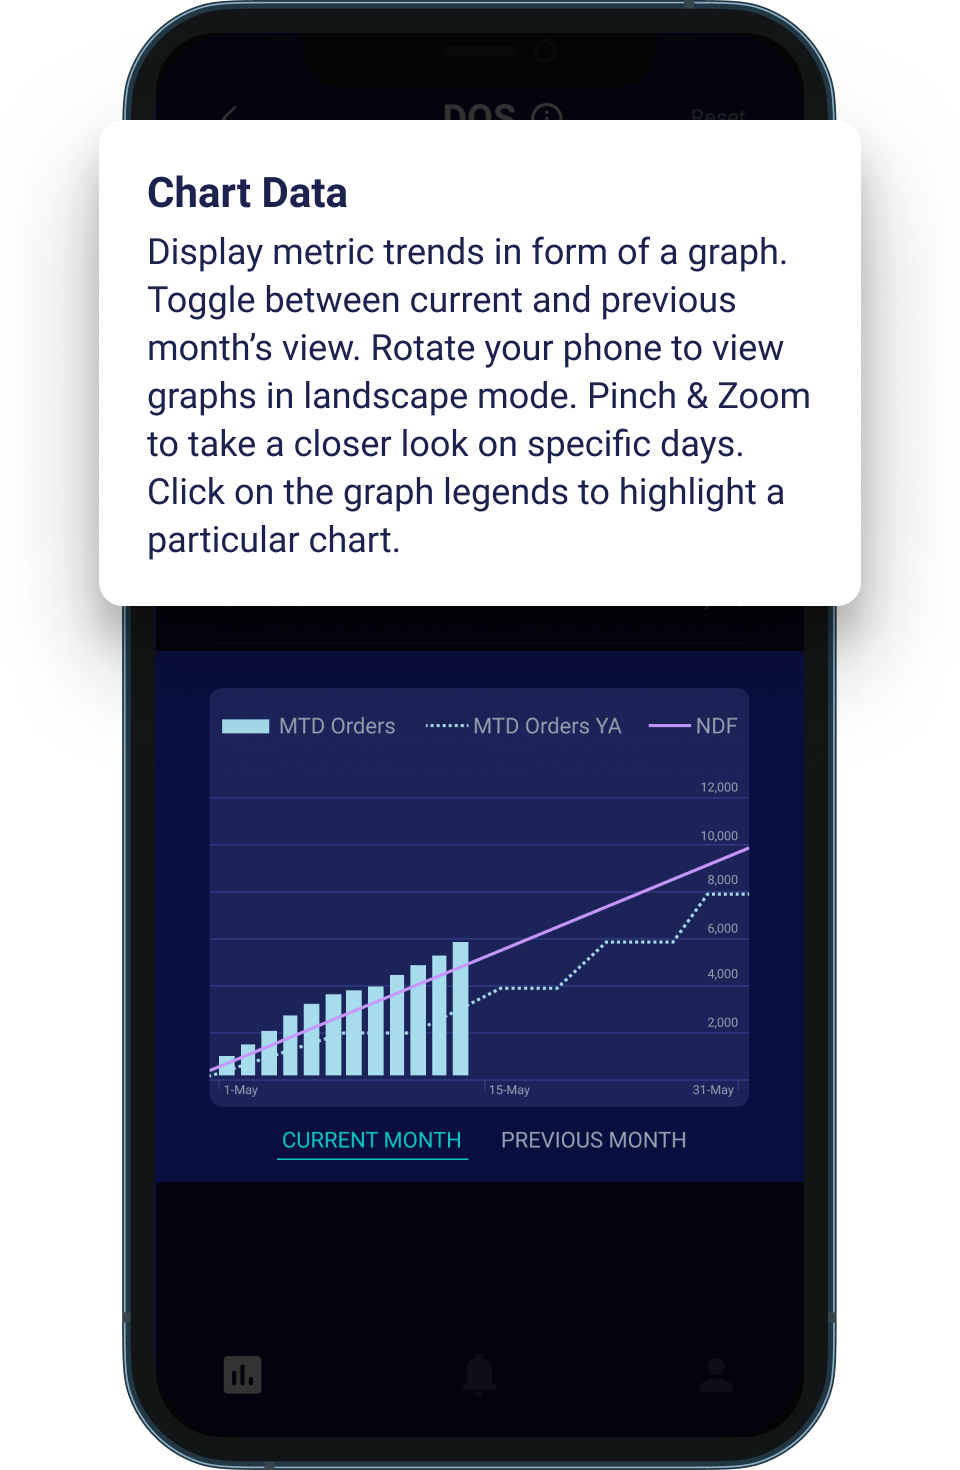 DOS Reset
Chart Data
Display metric trends in form of a graph.
Toggle between current and previous
month’s view. Rotate your phone to view
graphs in landscape mode. Pinch & Zoom
to take a closer look on specific days.
Click on the graph legends to highlight a
particular chart.
MTD Orders MTD Orders YA NDF
12,000
10,000
8,000
6,000
4,000
2,000
1-May 15-May 31-May
CURRENT MONTH PREVIOUS MONTH